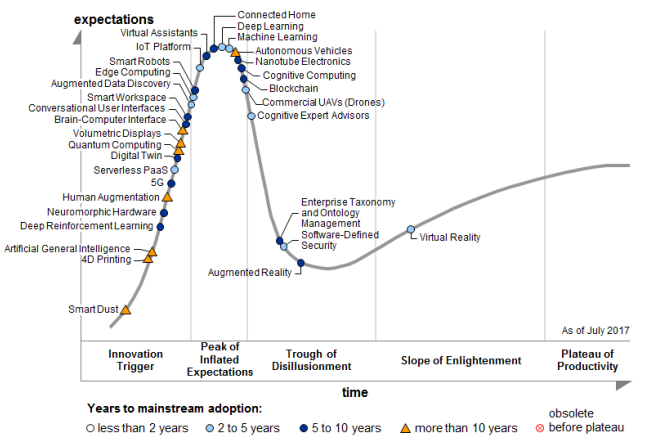 expectations
Connected Home
Deep Learning
Virtual Assistants
Machine Learning
IoT Platform
Autonomous Vehicles
Smart Robots
Nanotube Electronics
Edge Computing
Cognitive Computing
Augmented Data Discovery
Blockchain
Smart Workspace
Commercial UAVs (Drones)
Conversational User Interfaces
Cognitive Expert Advisors
Brain-Computer Interface
Volumetric Displays
Quantum Computing
Digital Twin
Serverless PaaS
5G
Human Augmentation
Neuromorphic Hardware
Deep Reinforcement Learning
Artificial General Intelligence
4D Printing
Smart Dust
Enterprise Taxonomy
and Ontology
Management
Software-Defined
Security
Augmented Reality
Virtual Reality
As of July 2017
Innovation
Trigger
Peak of
Inflated
Expectations
Trough of
Disillusionment
Slope of Enlightenment
Plateau of
Productivity
time
Years to mainstream adoption:
less than 2 years
2 to 5 years
5 to 10 years
more than 10 years
obsolete
before plateau